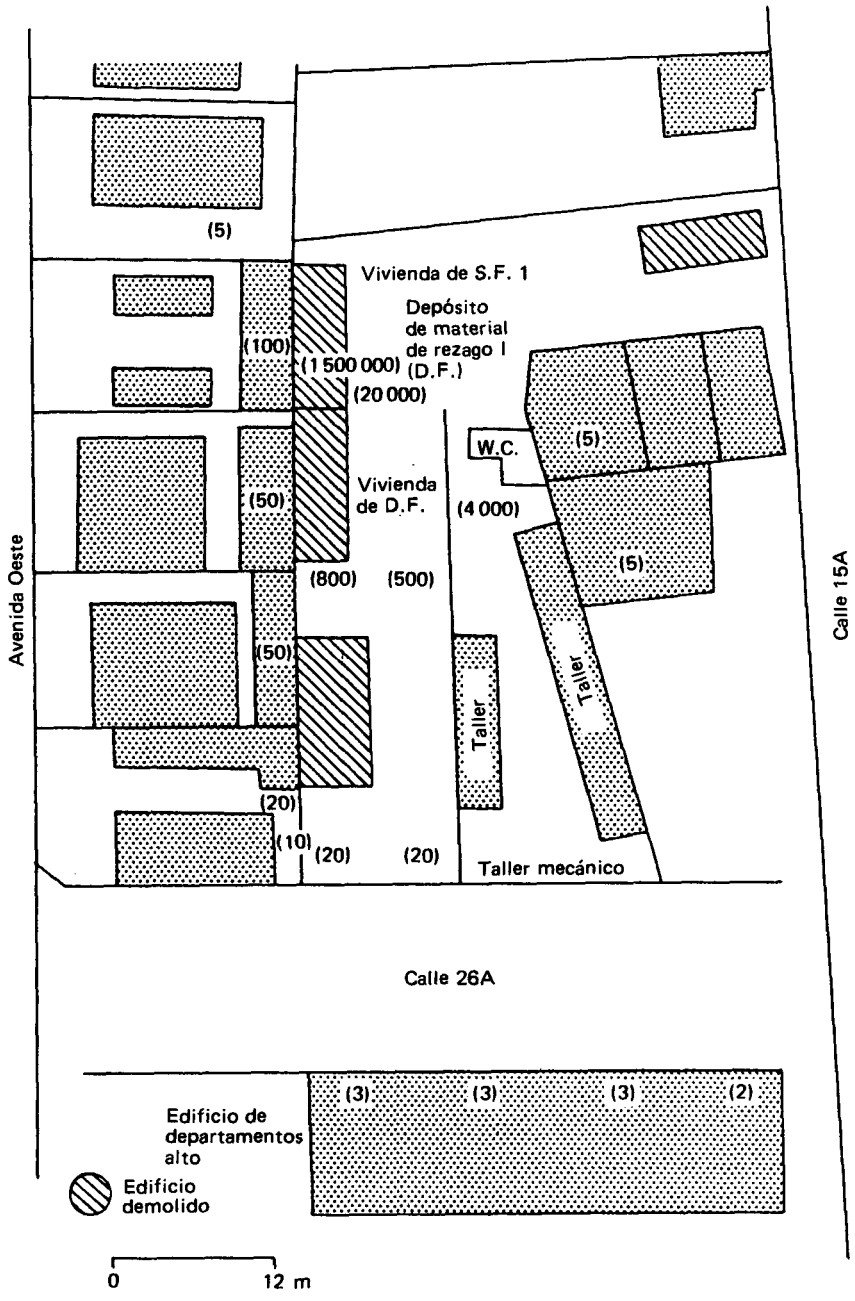 (5)
Vivienda de S.F. 1
Depósito
de material
de rezago I
(D.F.)
(100)
(1 500 000)
(20 000)
W.C.
(5)
(50)
Vivienda
de D.F.
(4 000)
(5)
(800)
(500)
(50)
Taller
Taller
(20)
(10)
(20)
(20)
Taller mecánico
Avenida Oeste
Calle 15A
Calle 26A
(3)
(3)
(3)
(2)
Edificio de
departamentos
alto
Edificio
demolido
0
12 m